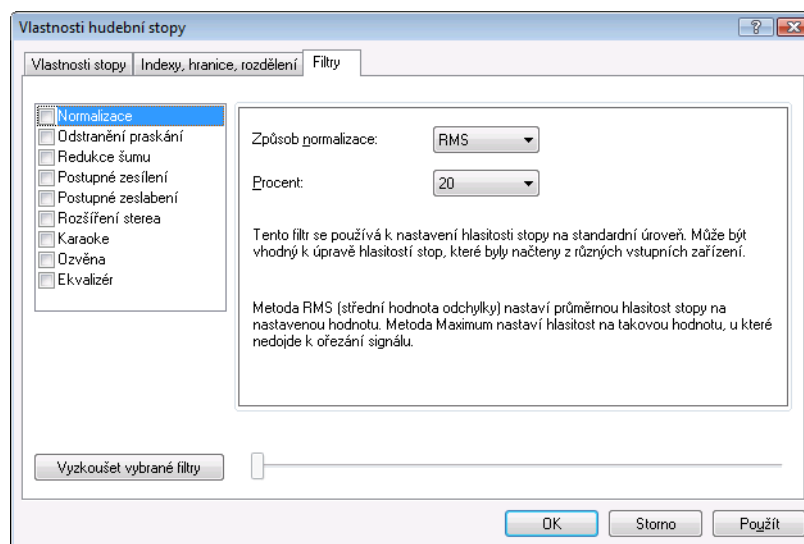 Vlastnosti hudební stopy
Vlastnosti stopy Indexy, hranice, rozdělení Filtry
Normalizace
Odstranění praskání
Redukce šumu
Postupné zesílení
Postupné zeslabení
Rozšíření sterea
Karaoke
Ozvěna
Ekvalizér
Způsob normalizace: RMS
Procent: 20
Tento filtr se používá k nastavení hlasitosti stopy na standardní úroveň. Může být
vhodný k úpravě hlasitostí stop, které byly načteny z různých vstupních zařízení.
Metoda RMS (střední hodnota odchylky) nastaví průměrnou hlasitost stopy na
nastavenou hodnotu. Metoda Maximum nastaví hlasitost na takovou hodnotu, u které
nedojde k ořezání signálu.
Vyzkoušet vybrané filtry
OK Storno Použít